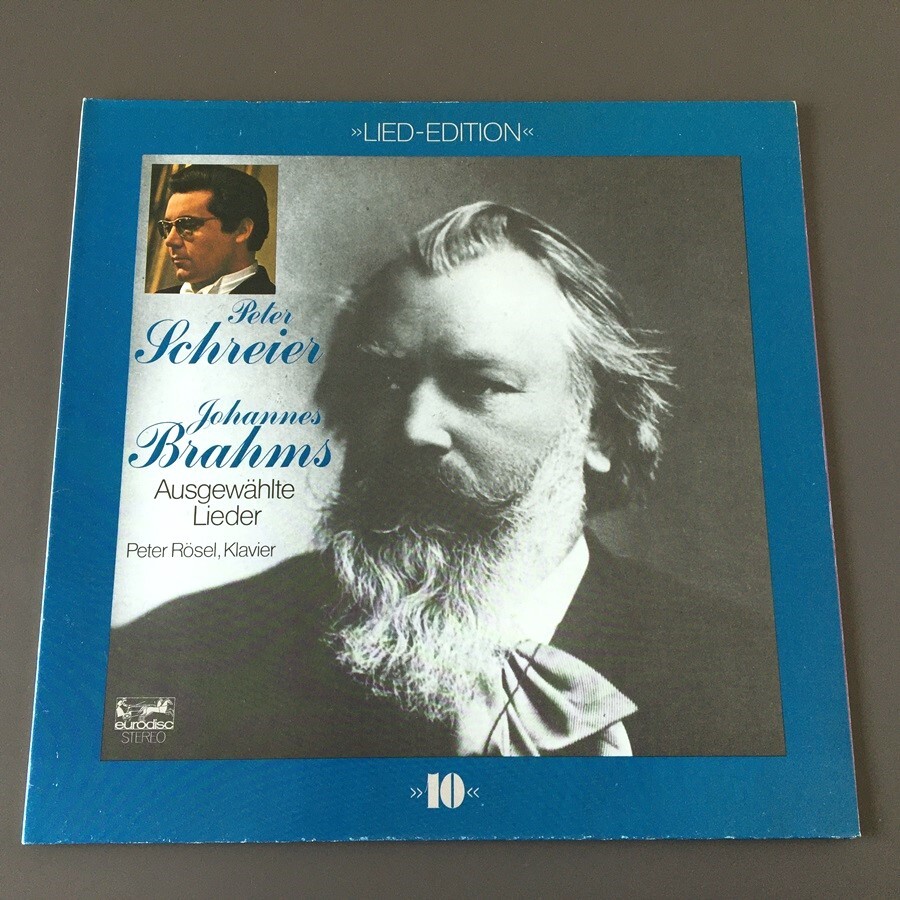 »LIED-EDITION«
Peter
Schreier
Johannes
Brahms
Ausgewählte
Lieder
Peter Rösel, Klavier
eurodisc
STEREO
»10«